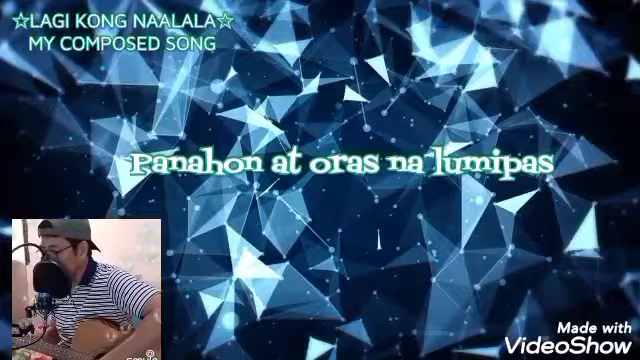 ☆LAGI KONG NAALALA☆
MY COMPOSED SONG
Panahon at oras na lumipas
Made with
VideoShow